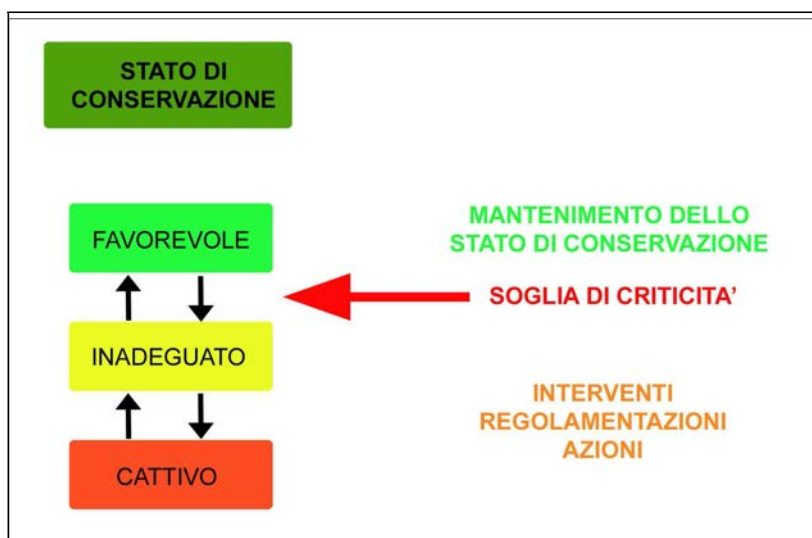 STATO DI
CONSERVAZIONE
FAVOREVOLE
MANTENIMENTO DELLO
STATO DI CONSERVAZIONE
SOGLIA DI CRITICITA’
INADEGUATO
INTERVENTI
REGOLAMENTAZIONI
AZIONI
CATTIVO